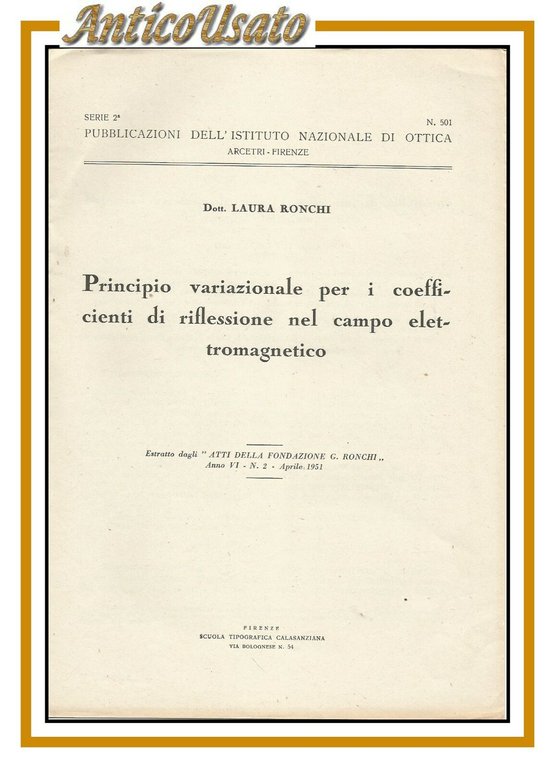 AnticoUsato
SERIE 2ª
N. 501
PUBBLICAZIONI DELL'ISTITUTO NAZIONALE DI OTTICA
ARCETRI - FIRENZE
Dott. LAURA RONCHI
Principio variazionale per i coeffi-
cienti di riflessione nel campo elet-
tromagnetico
Estratto dagli " ATTI DELLA FONDAZIONE G. RONCHI „
Anno VI - N. 2 - Aprile. 1951
FIRENZE
SCUOLA TIPOGRAFICA CALASANZIANA
VIA BOLOGNESE N. 54